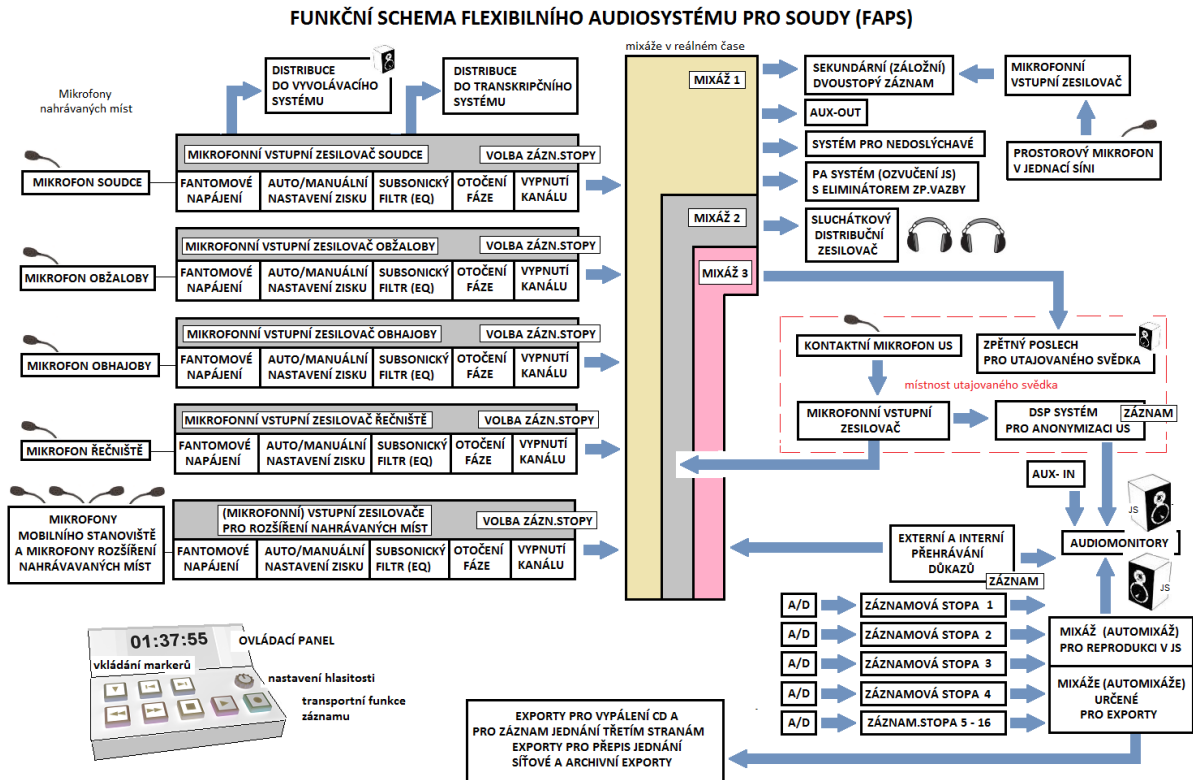 FUNKČNÍ SCHEMA FLEXIBILNÍHO AUDIOSYSTÉMU PRO SOUDY (FAPS)
Mikrofony
nahrávaných míst
DISTRIBUCE
DO VYVOLÁVACÍHO
SYSTÉMU
DISTRIBUCE
DO TRANSKRIPČNÍHO
SYSTÉMU
MIKROFON SOUDCE
MIKROFONNÍ VSTUPNÍ ZESILOVAČ SOUDCE
VOLBA ZÁZN.STOPY
FANTOMOVÉ
NAPÁJENÍ
AUTO/MANUÁLNÍ
NASTAVENÍ ZISKU
SUBSONICKÝ
FILTR (EQ)
OTOČENÍ
FÁZE
VYPNUTÍ
KANÁLU
MIKROFON OBŽALOBY
MIKROFONNÍ VSTUPNÍ ZESILOVAČ OBŽALOBY
VOLBA ZÁZN.STOPY
FANTOMOVÉ
NAPÁJENÍ
AUTO/MANUÁLNÍ
NASTAVENÍ ZISKU
SUBSONICKÝ
FILTR (EQ)
OTOČENÍ
FÁZE
VYPNUTÍ
KANÁLU
MIKROFON OBHAJOBY
MIKROFONNÍ VSTUPNÍ ZESILOVAČ OBHAJOBY
VOLBA ZÁZN.STOPY
FANTOMOVÉ
NAPÁJENÍ
AUTO/MANUÁLNÍ
NASTAVENÍ ZISKU
SUBSONICKÝ
FILTR (EQ)
OTOČENÍ
FÁZE
VYPNUTÍ
KANÁLU
MIKROFON ŘEČNIŠTĚ
MIKROFONNÍ VSTUPNÍ ZESILOVAČ ŘEČNIŠTĚ
VOLBA ZÁZN.STOPY
FANTOMOVÉ
NAPÁJENÍ
AUTO/MANUÁLNÍ
NASTAVENÍ ZISKU
SUBSONICKÝ
FILTR (EQ)
OTOČENÍ
FÁZE
VYPNUTÍ
KANÁLU
MIKROFONY
MOBILNÍHO STANOVIŠTĚ
A MIKROFONY ROZŠÍŘENÍ
NAHRÁVAVANÝCH MÍST
(MIKROFONNÍ) VSTUPNÍ ZESILOVAČE
PRO ROZŠÍŘENÍ NAHRÁVANÝCH MÍST
VOLBA ZÁZN.STOPY
FANTOMOVÉ
NAPÁJENÍ
AUTO/MANUÁLNÍ
NASTAVENÍ ZISKU
SUBSONICKÝ
FILTR (EQ)
OTOČENÍ
FÁZE
VYPNUTÍ
KANÁLU
mixáže v reálném čase
MIXÁŽ 1
MIXÁŽ 2
MIXÁŽ 3
SEKUNDÁRNÍ (ZÁLOŽNÍ)
DVOUSTOPÝ ZÁZNAM
MIKROFONNÍ
VSTUPNÍ ZESILOVAČ
AUX-OUT
SYSTÉM PRO NEDOSLÝCHAVÉ
PROSTOROVÝ MIKROFON
V JEDNACÍ SÍNI
PA SYSTÉM (OZVUČENÍ JS)
S ELIMINÁTOREM ZP.VAZBY
SLUCHÁTKOVÝ
DISTRIBUČNÍ
ZESILOVAČ
KONTAKTNÍ MIKROFON US
ZPĚTNÝ POSLECH
PRO UTAJOVANÉHO SVĚDKA
místnost utajovaného svědka
MIKROFONNÍ VSTUPNÍ
ZESILOVAČ
DSP SYSTÉM
PRO ANONYMIZACI US
ZÁZNAM
AUX- IN
JS
AUDIOMONITORY
JS
EXTERNÍ A INTERNÍ
PŘEHRÁVÁNÍ
DŮKAZŮ
ZÁZNAM
A/D
ZÁZNAMOVÁ STOPA 1
A/D
ZÁZNAMOVÁ STOPA 2
A/D
ZÁZNAMOVÁ STOPA 3
A/D
ZÁZNAMOVÁ STOPA 4
A/D
ZÁZNAM.STOPA 5 - 16
MIXÁŽ (AUTOMIXÁŽ)
PRO REPRODUKCI V JS
MIXÁŽE (AUTOMIXÁŽE)
URČENÉ
PRO EXPORTY
01:37:55
OVLÁDACÍ PANEL
vkládání markerů
nastavení hlasitosti
transportní funkce
záznamu
EXPORTY PRO VYPÁLENÍ CD A
PRO ZÁZNAM JEDNÁNÍ TŘETÍM STRANÁM
EXPORTY PRO PŘEPIS JEDNÁNÍ
SÍŤOVÉ A ARCHIVNÍ EXPORTY